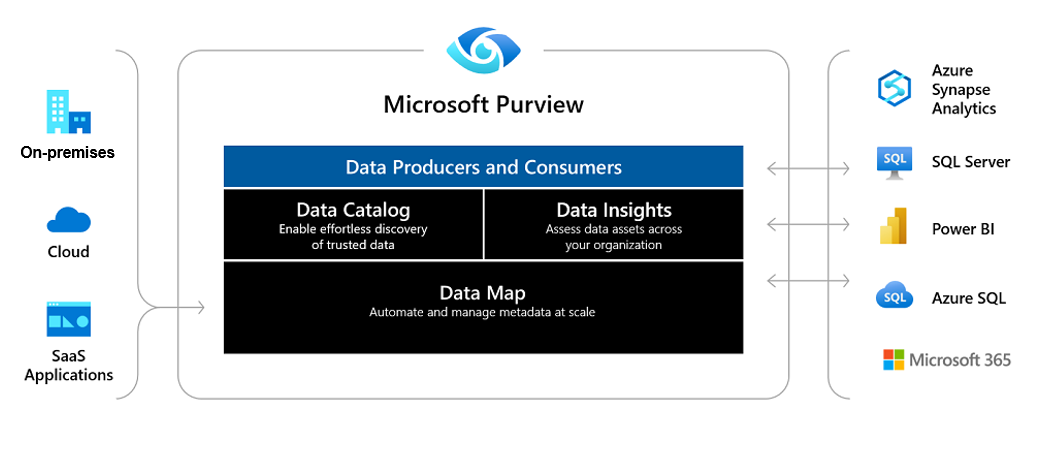 Microsoft Purview
On-premises
Cloud
SaaS
Applications
Data Producers and Consumers
Data Catalog
Enable effortless discovery
of trusted data
Data Insights
Assess data assets across
your organization
Data Map
Automate and manage metadata at scale
Azure
Synapse
Analytics
SQL
SQL Server
Power BI
SQL
Azure SQL
Microsoft 365